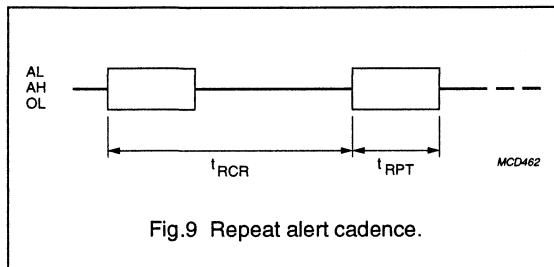 AL
AH
OL
tRCR
tRPT
MCD462
Fig.9 Repeat alert cadence.